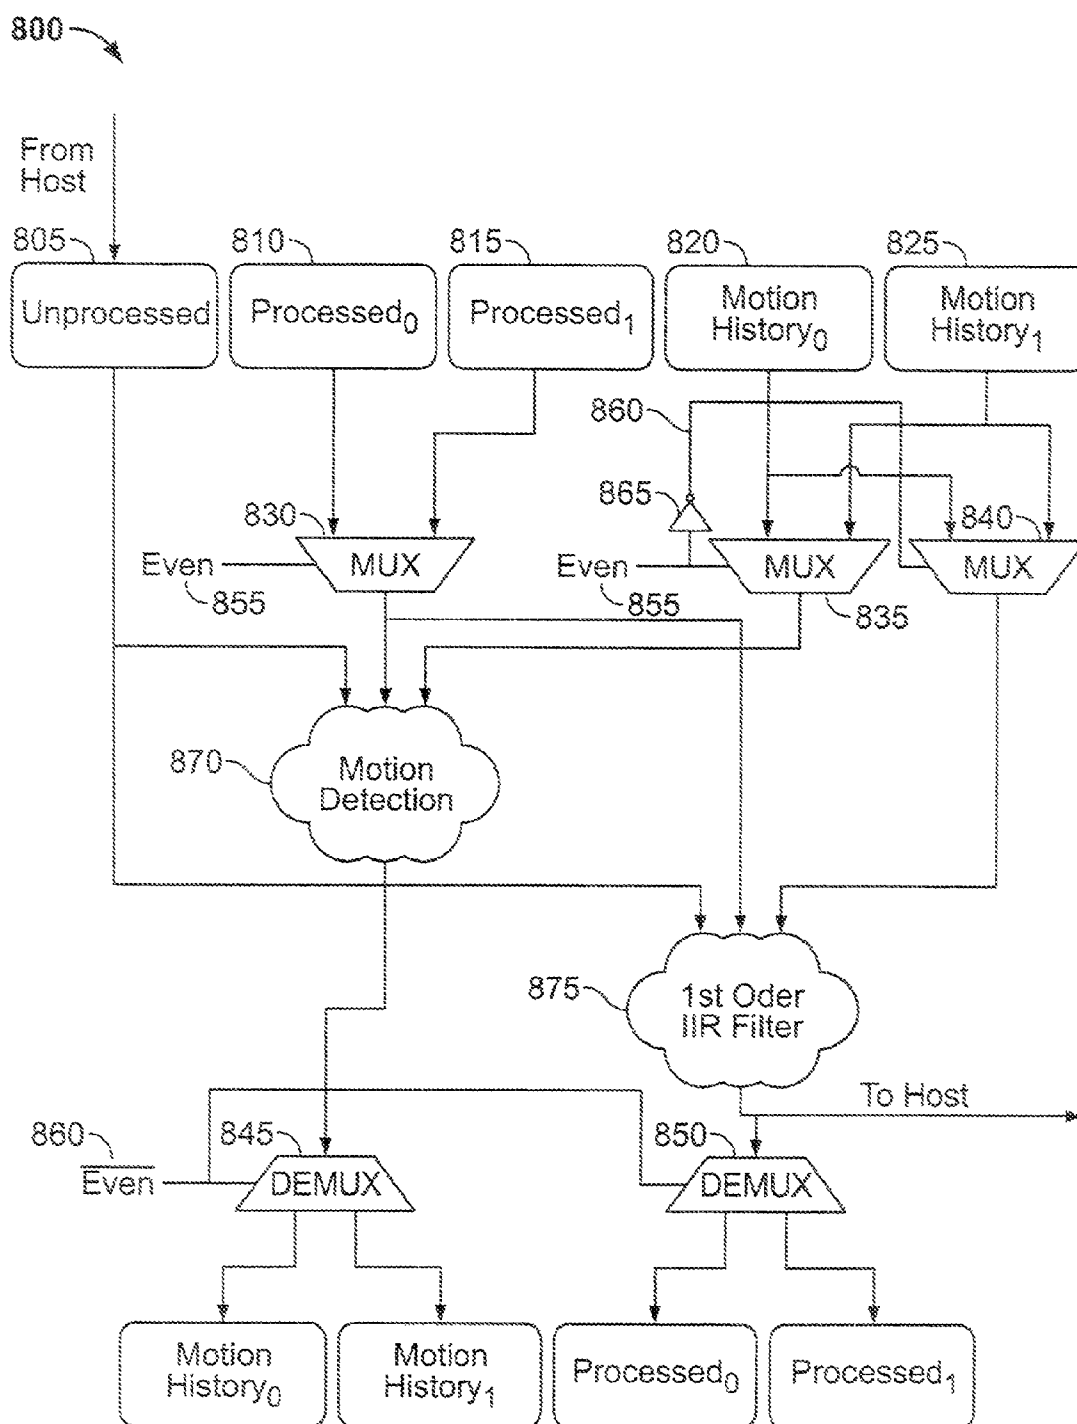 800
From
Host
805
810
815
820
825
Unprocessed
Processed0
Processed1
Motion
History0
Motion
History1
860
865
830
840
Even
MUX
Even
MUX
MUX
855
855
835
870
Motion
Detection
875
1st Oder
IIR Filter
To Host
860
845
850
Even
DEMUX
DEMUX
Motion
History0
Motion
History1
Processed0
Processed1